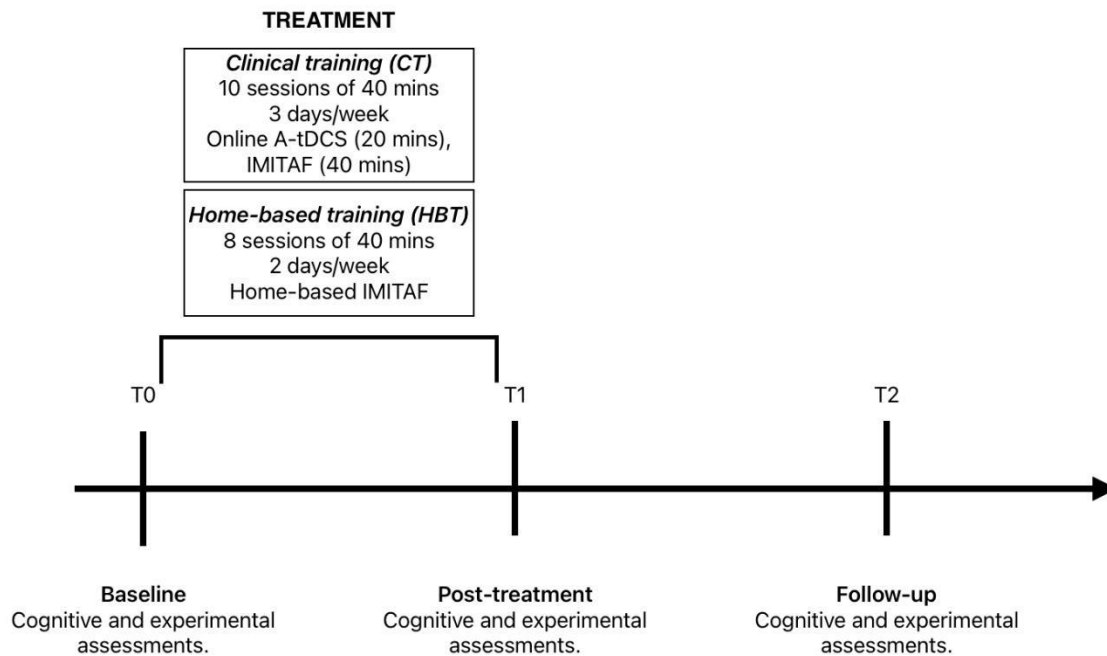 TREATMENT
Clinical training (CT)
10 sessions of 40 mins
3 days/week
Online A-tDCS (20 mins),
IMITAF (40 mins)
Home-based training (HBT)
8 sessions of 40 mins
2 days/week
Home-based IMITAF
T0
T1
T2
Baseline
Cognitive and experimental
assessments.
Post-treatment
Cognitive and experimental
assessments.
Follow-up
Cognitive and experimental
assessments.